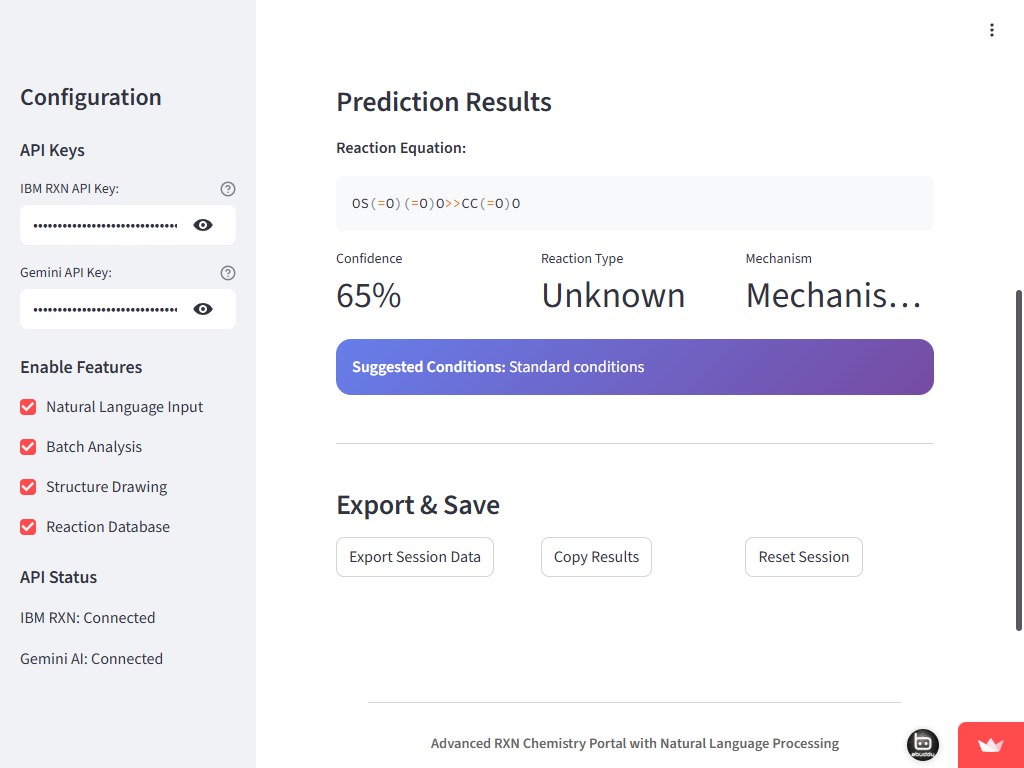 Configuration
API Keys
IBM RXN API Key:
Gemini API Key:
Enable Features
Natural Language Input
Batch Analysis
Structure Drawing
Reaction Database
API Status
IBM RXN: Connected
Gemini AI: Connected
Prediction Results
Reaction Equation:
OS(=O)(=O)O>>CC(=O)O
Confidence
Reaction Type
Mechanism
65%
Unknown
Mechanis...
Suggested Conditions: Standard conditions
Export & Save
Export Session Data
Copy Results
Reset Session
Advanced RXN Chemistry Portal with Natural Language Processing